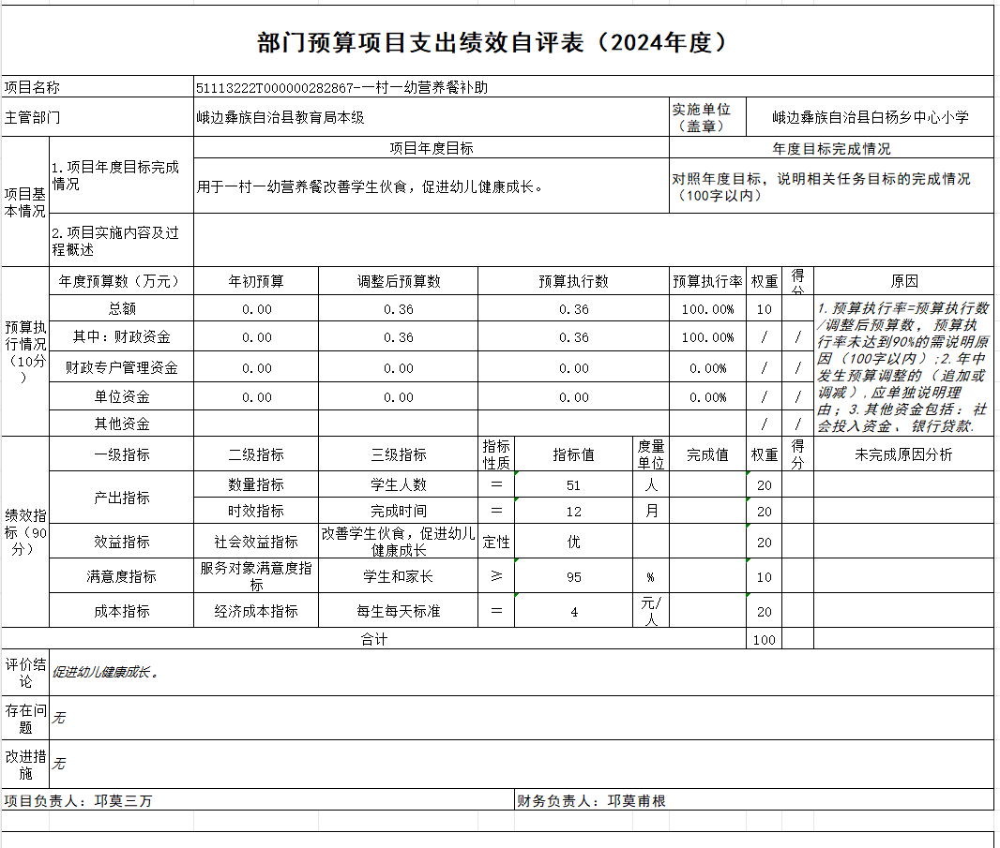 部门预算项目支出绩效自评表（2024年度）
项目名称 51113222T000000282867-一村一幼营养餐补助
主管部门 峨边彝族自治县教育局本级 实施单位（盖章） 峨边彝族自治县白杨乡中心小学
项目基本情况 1.项目年度目标完成情况 项目年度目标 年度目标完成情况
用于一村一幼营养餐改善学生伙食，促进幼儿健康成长。 对照年度目标，说明相关任务目标的完成情况（100字以内）
2.项目实施内容及过程概述
预算执行情况（10分） 年度预算数（万元） 年初预算 调整后预算数 预算执行数 预算执行率 权重 得分 原因
总额 0.00 0.36 0.36 100.00% 10
其中：财政资金 0.00 0.36 0.36 100.00% / /
财政专户管理资金 0.00 0.00 0.00 0.00% / /
单位资金 0.00 0.00 0.00 0.00% / /
其他资金 / /
1.预算执行率=预算执行数/调整后预算数，预算执行率未达到90%的需说明原因（100字以内）;2.年中发生预算调整的（追加或调减）,应单独说明理由；3.其他资金包括：社会投入资金、银行贷款.
绩效指标（90分） 一级指标 二级指标 三级指标 指标性质 指标值 度量单位 完成值 权重 得分 未完成原因分析
产出指标 数量指标 学生人数 ＝ 51 人 20
时效指标 完成时间 ＝ 12 月 20
效益指标 社会效益指标 改善学生伙食，促进幼儿健康成长 定性 优 20
满意度指标 服务对象满意度指标 学生和家长 ≥ 95 % 10
成本指标 经济成本指标 每生每天标准 ＝ 4 元/人 20
合计 100
评价结论 促进幼儿健康成长。
存在问题 无
改进措施 无
项目负责人：邛莫三万 财务负责人：邛莫甫根